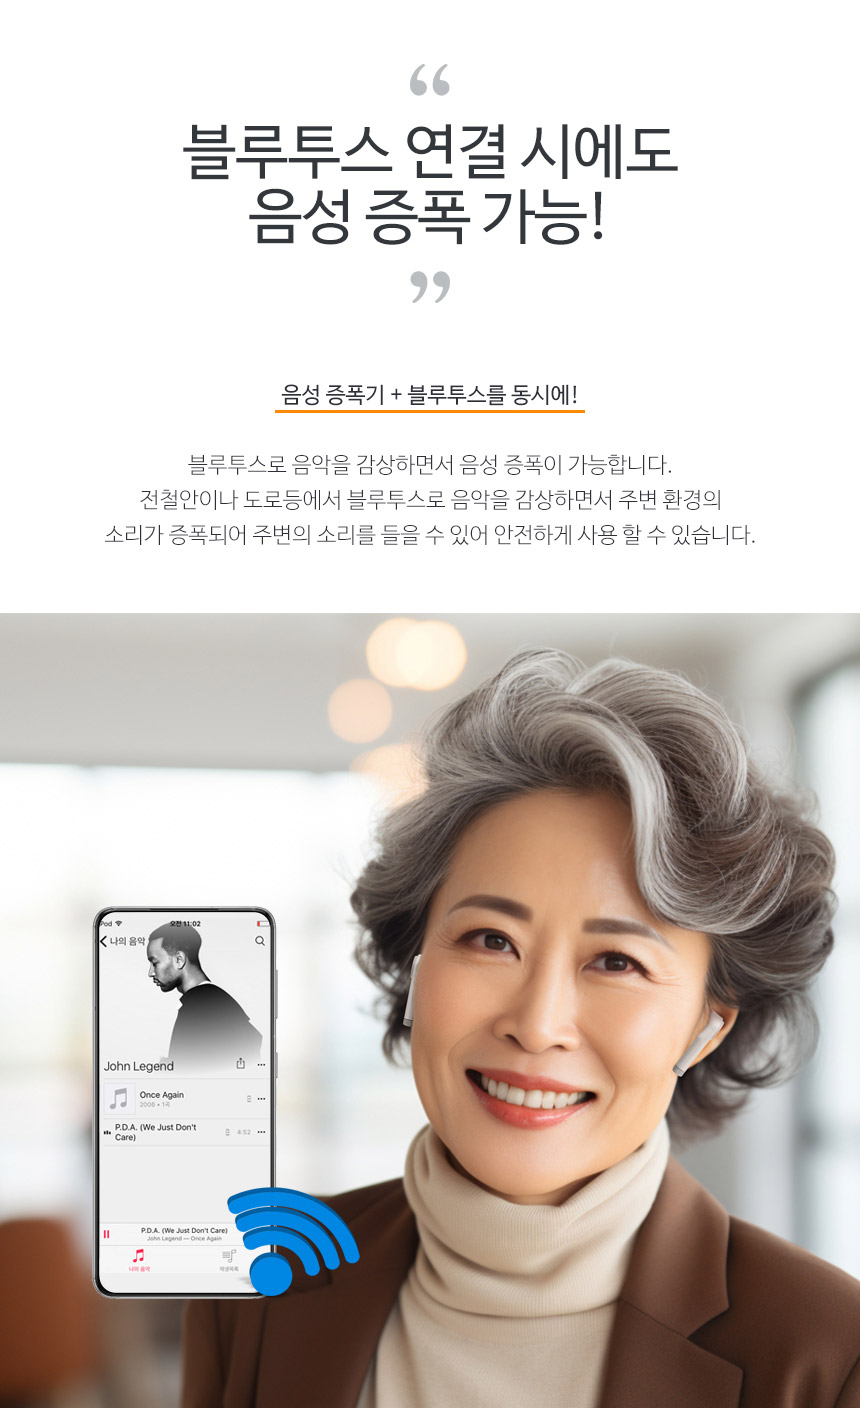 “
블루투스 연결 시에도
음성 증폭 가능!
”
음성 증폭기 + 블루투스를 동시에!
블루투스로 음악을 감상하면서 음성 증폭이 가능합니다.
전철안이나 도로등에서 블루투스로 음악을 감상하면서 주변 환경의
소리가 증폭되어 주변의 소리를 들을 수 있어 안전하게 사용 할 수 있습니다.
iPod 오전 11:02
나의 음악
John Legend
Once Again
2006 • 1곡
P.D.A. (We Just Don't
Care)
4:52
P.D.A. (We Just Don't Care)
John Legend — Once Again
나의 음악
재생목록